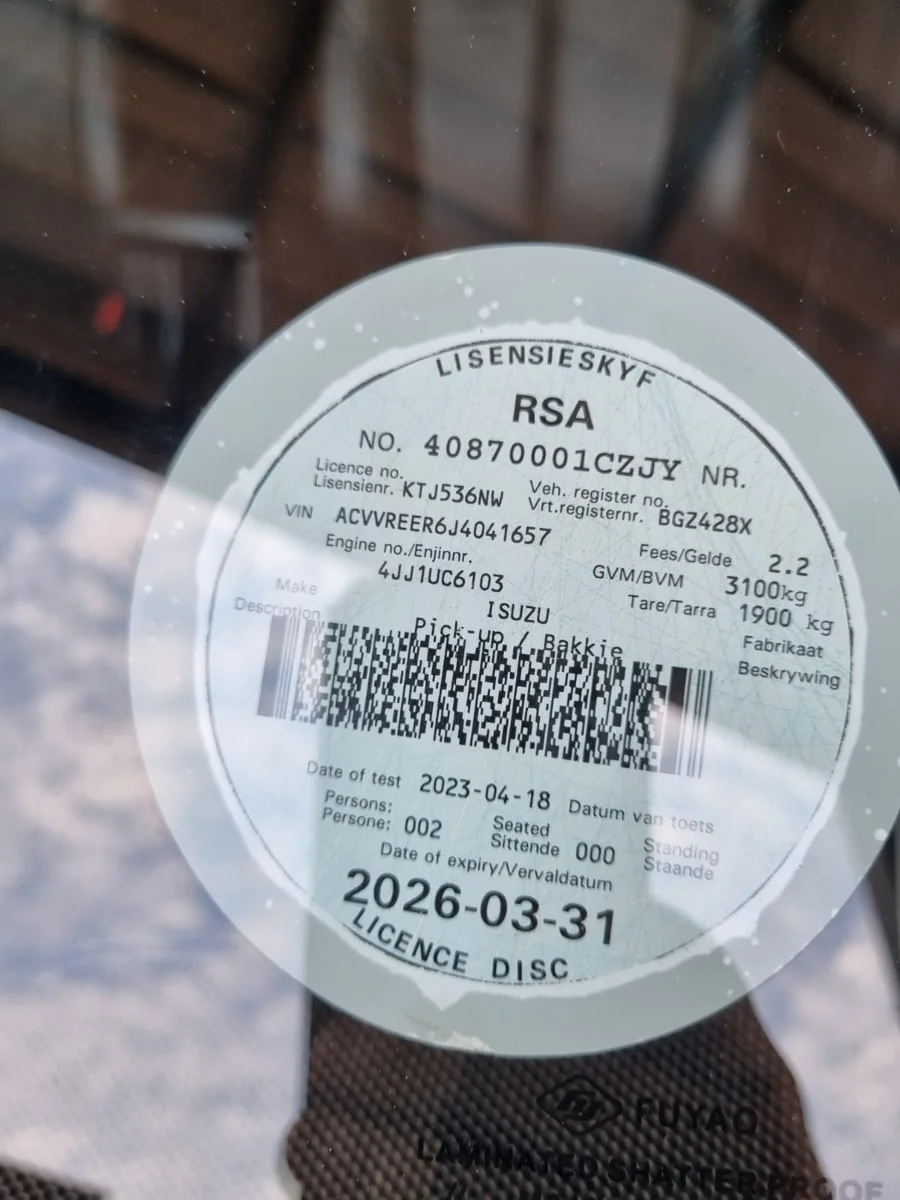 LISENSIESKYF
RSA
NO. 40870001CZJY NR.
Licence no.
Lisensienr. KTJ536NW
Veh. register no.
Vrt.registernr. BGZ428X
VIN ACVVREER6J4041657
Fees/Gelde 2.2
Engine no./Enjinnr.
4JJ1UC6103
GVM/BVM 3100kg
Tare/Tarra 1900 kg
Make ISUZU Fabrikaat
Description Pick-up / Bakkie Beskrywing
Date of test 2023-04-18 Datum van toets
Persons:
Persone: 002
Seated
Sittende 000
Standing
Staande
Date of expiry/Vervaldatum
2026-03-31
LICENCE DISC
FUYAO
LAMINATED SHATTERPROOF